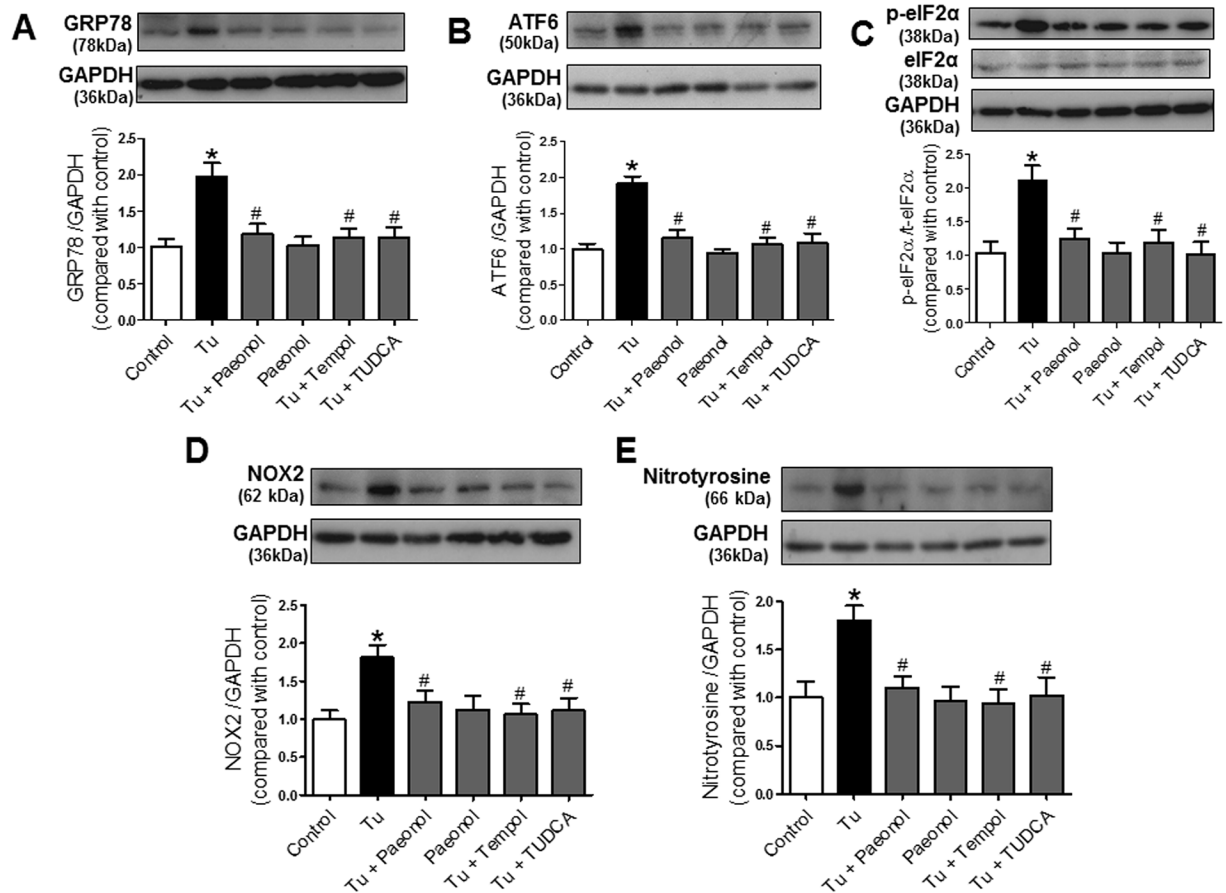 A
GRP78
(78kDa)
GAPDH
(36kDa)
GRP78 /GAPDH
(compared with control)
2.5
2.0
1.5
1.0
0.5
0.0
*
#
#
#
Control
Tu
Tu + Paeonol
Paeonol
Tu + Tempol
Tu + TUDCA
B
ATF6
(50kDa)
GAPDH
(36kDa)
ATF6 /GAPDH
(compared with control)
2.5
2.0
1.5
1.0
0.5
0.0
*
#
#
#
Control
Tu
Tu + Paeonol
Paeonol
Tu + Tempol
Tu + TUDCA
C
p-eIF2α
(38kDa)
eIF2α
(38kDa)
GAPDH
(36kDa)
p-eIF2α/t-eIF2α
(compared with control)
2.5
2.0
1.5
1.0
0.5
0.0
*
#
#
#
Control
Tu
Tu + Paeonol
Paeonol
Tu + Tempol
Tu + TUDCA
D
NOX2
(62 kDa)
GAPDH
(36kDa)
NOX2 /GAPDH
(compared with control)
2.5
2.0
1.5
1.0
0.5
0.0
*
#
#
#
Control
Tu
Tu + Paeonol
Paeonol
Tu + Tempol
Tu + TUDCA
E
Nitrotyrosine
(66 kDa)
GAPDH
(36kDa)
Nitrotyrosine /GAPDH
(compared with control)
2.0
1.5
1.0
0.5
0.0
*
#
#
#
Control
Tu
Tu + Paeonol
Paeonol
Tu + Tempol
Tu + TUDCA